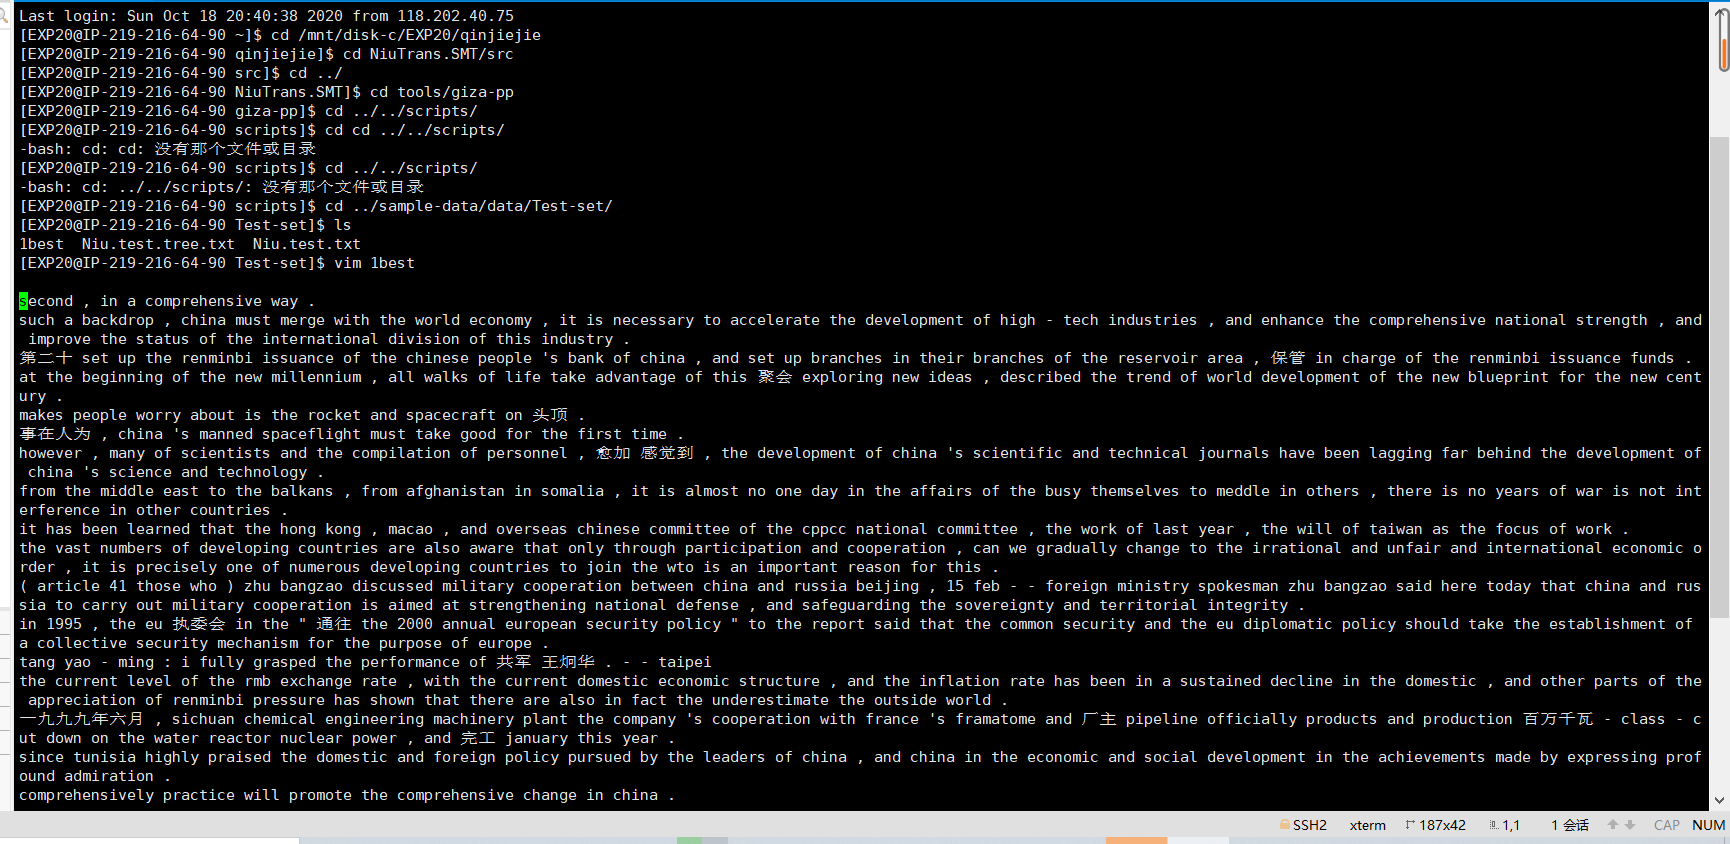 Last login: Sun Oct 18 20:40:38 2020 from 118.202.40.75
[EXP20@IP-219-216-64-90 ~]$ cd /mnt/disk-c/EXP20/qinjiejie
[EXP20@IP-219-216-64-90 qinjiejie]$ cd NiuTrans.SMT/src
[EXP20@IP-219-216-64-90 src]$ cd ../
[EXP20@IP-219-216-64-90 NiuTrans.SMT]$ cd tools/giza-pp
[EXP20@IP-219-216-64-90 giza-pp]$ cd ../../scripts/
[EXP20@IP-219-216-64-90 scripts]$ cd cd ../../scripts/
-bash: cd: cd: 没有那个文件或目录
[EXP20@IP-219-216-64-90 scripts]$ cd ../../scripts/
-bash: cd: ../../scripts/: 没有那个文件或目录
[EXP20@IP-219-216-64-90 scripts]$ cd ../sample-data/data/Test-set/
[EXP20@IP-219-216-64-90 Test-set]$ ls
1best  Niu.test.tree.txt  Niu.test.txt
[EXP20@IP-219-216-64-90 Test-set]$ vim 1best
second , in a comprehensive way .
such a backdrop , china must merge with the world economy , it is necessary to accelerate the development of high - tech industries , and enhance the comprehensive national strength , and
improve the status of the international division of this industry .
第二十 set up the renminbi issuance of the chinese people 's bank of china , and set up branches in their branches of the reservoir area , 保管 in charge of the renminbi issuance funds .
at the beginning of the new millennium , all walks of life take advantage of this 聚会 exploring new ideas , described the trend of world development of the new blueprint for the new cent
ury .
makes people worry about is the rocket and spacecraft on 头顶 .
事在人为 , china 's manned spaceflight must take good for the first time .
however , many of scientists and the compilation of personnel , 愈加 感觉到 , the development of china 's scientific and technical journals have been lagging far behind the development of
china 's science and technology .
from the middle east to the balkans , from afghanistan in somalia , it is almost no one day in the affairs of the busy themselves to meddle in others , there is no years of war is not int
erference in other countries .
it has been learned that the hong kong , macao , and overseas chinese committee of the cppcc national committee , the work of last year , the will of taiwan as the focus of work .
the vast numbers of developing countries are also aware that only through participation and cooperation , can we gradually change to the irrational and unfair and international economic o
rder , it is precisely one of numerous developing countries to join the wto is an important reason for this .
( article 41 those who ) zhu bangzao discussed military cooperation between china and russia beijing , 15 feb - - foreign ministry spokesman zhu bangzao said here today that china and rus
sia to carry out military cooperation is aimed at strengthening national defense , and safeguarding the sovereignty and territorial integrity .
in 1995 , the eu 执委会 in the " 通往 the 2000 annual european security policy " to the report said that the common security and the eu diplomatic policy should take the establishment of
a collective security mechanism for the purpose of europe .
tang yao - ming : i fully grasped the performance of 共军 王炯华 . - - taipei
the current level of the rmb exchange rate , with the current domestic economic structure , and the inflation rate has been in a sustained decline in the domestic , and other parts of the
appreciation of renminbi pressure has shown that there are also in fact the underestimate the outside world .
一九九九年六月 , sichuan chemical engineering machinery plant the company 's cooperation with france 's framatome and 厂主 pipeline officially products and production 百万千瓦 - class - c
ut down on the water reactor nuclear power , and 完工 january this year .
since tunisia highly praised the domestic and foreign policy pursued by the leaders of china , and china in the economic and social development in the achievements made by expressing prof
ound admiration .
comprehensively practice will promote the comprehensive change in china .
SSH2 xterm 187x42 1,1 1 会话 CAP NUM